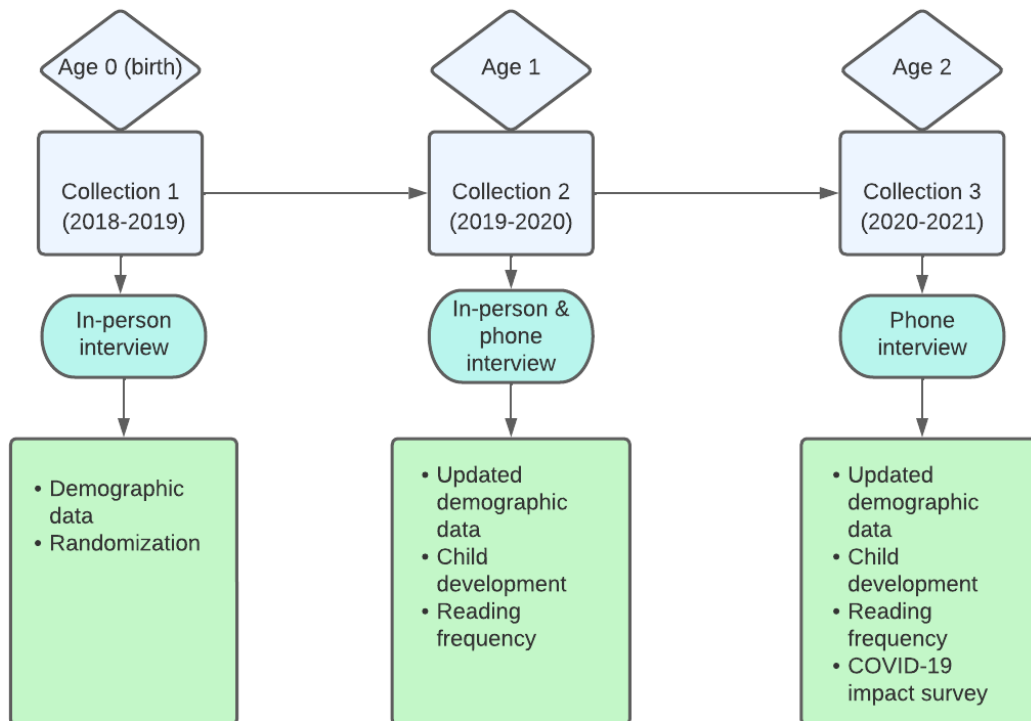 Age 0 (birth)
Age 1
Age 2
Collection 1
(2018-2019)
Collection 2
(2019-2020)
Collection 3
(2020-2021)
In-person
interview
In-person &
phone
interview
Phone
interview
• Demographic
data
• Randomization
• Updated
demographic
data
• Child
development
• Reading
frequency
• Updated
demographic
data
• Child
development
• Reading
frequency
• COVID-19
impact survey